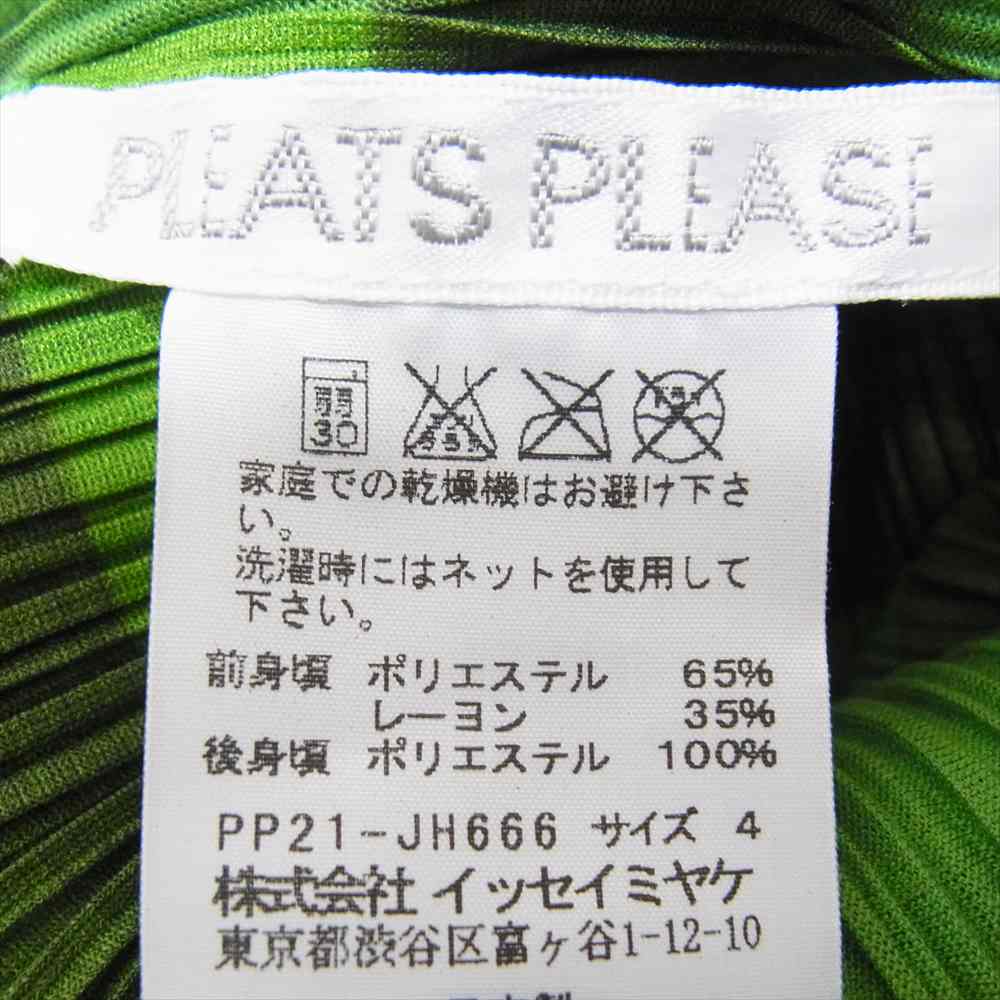 PLEATS PLEASE
弱
30
家庭での乾燥機はお避け下さ
い。
洗濯時にはネットを使用して
下さい。
前身頃 ポリエステル 65%
レーヨン 35%
後身頃 ポリエステル 100%
PP21-JH666 サイズ 4
株式会社 イッセイミヤケ
東京都渋谷区富ヶ谷1-12-10